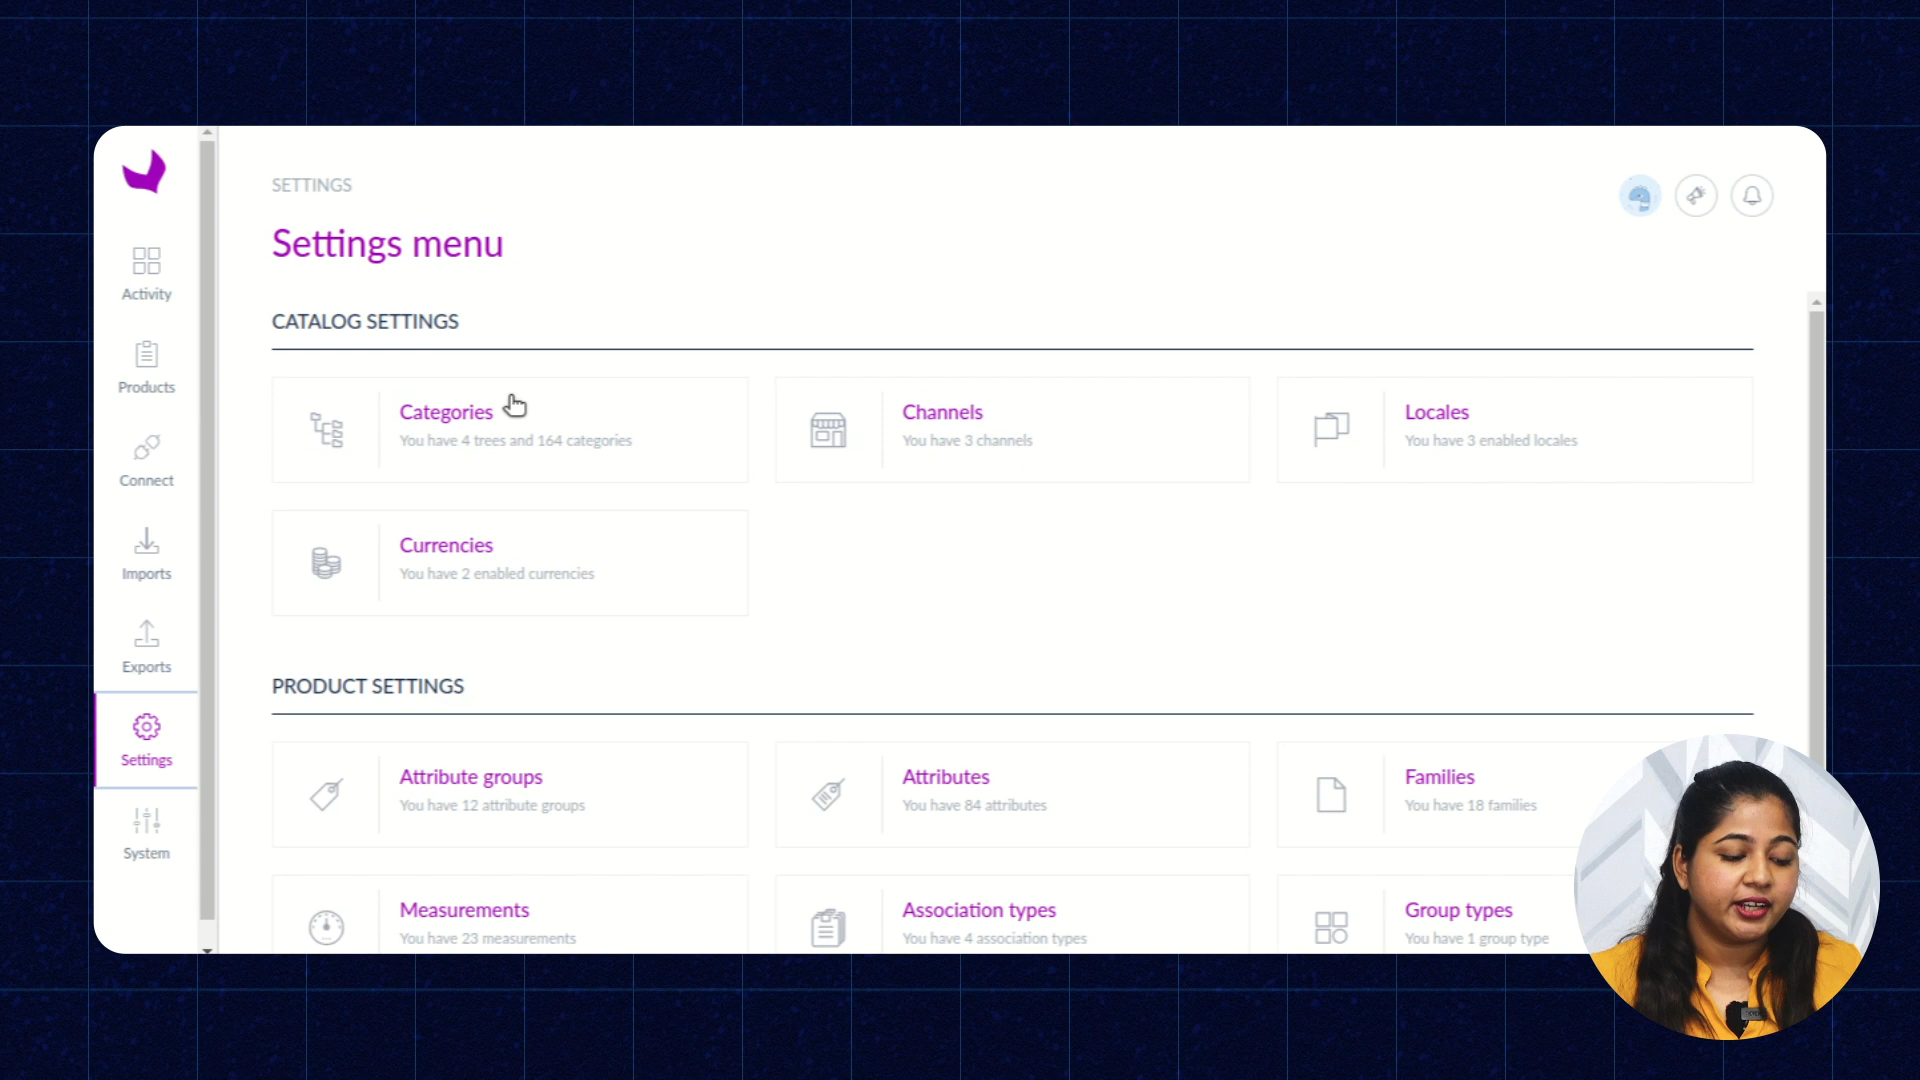 SETTINGS
Settings menu
Activity
Products
Connect
Imports
Exports
Settings
System
CATALOG SETTINGS
Categories
You have 4 trees and 164 categories
Channels
You have 3 channels
Locales
You have 3 enabled locales
Currencies
You have 2 enabled currencies
PRODUCT SETTINGS
Attribute groups
You have 12 attribute groups
Attributes
You have 84 attributes
Families
You have 18 families
Measurements
You have 23 measurements
Association types
You have 4 association types
Group types
You have 1 group type